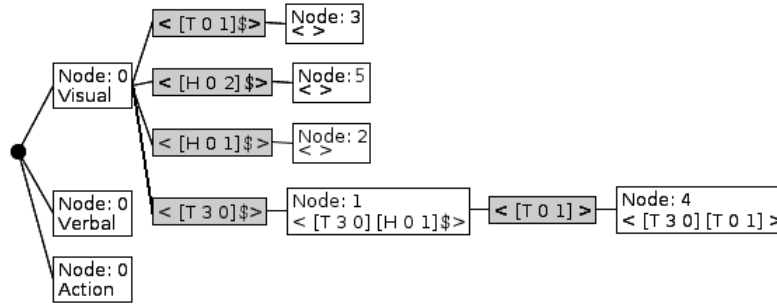 < [T 0 1]$>
Node: 3
< >
Node: 0
Visual
< [H 0 2]$>
Node: 5
< >
< [H 0 1]$>
Node: 2
< >
Node: 0
Verbal
< [T 3 0]$>
Node: 1
< [T 3 0] [H 0 1]$>
< [T 0 1] >
Node: 4
< [T 3 0] [T 0 1] >
Node: 0
Action